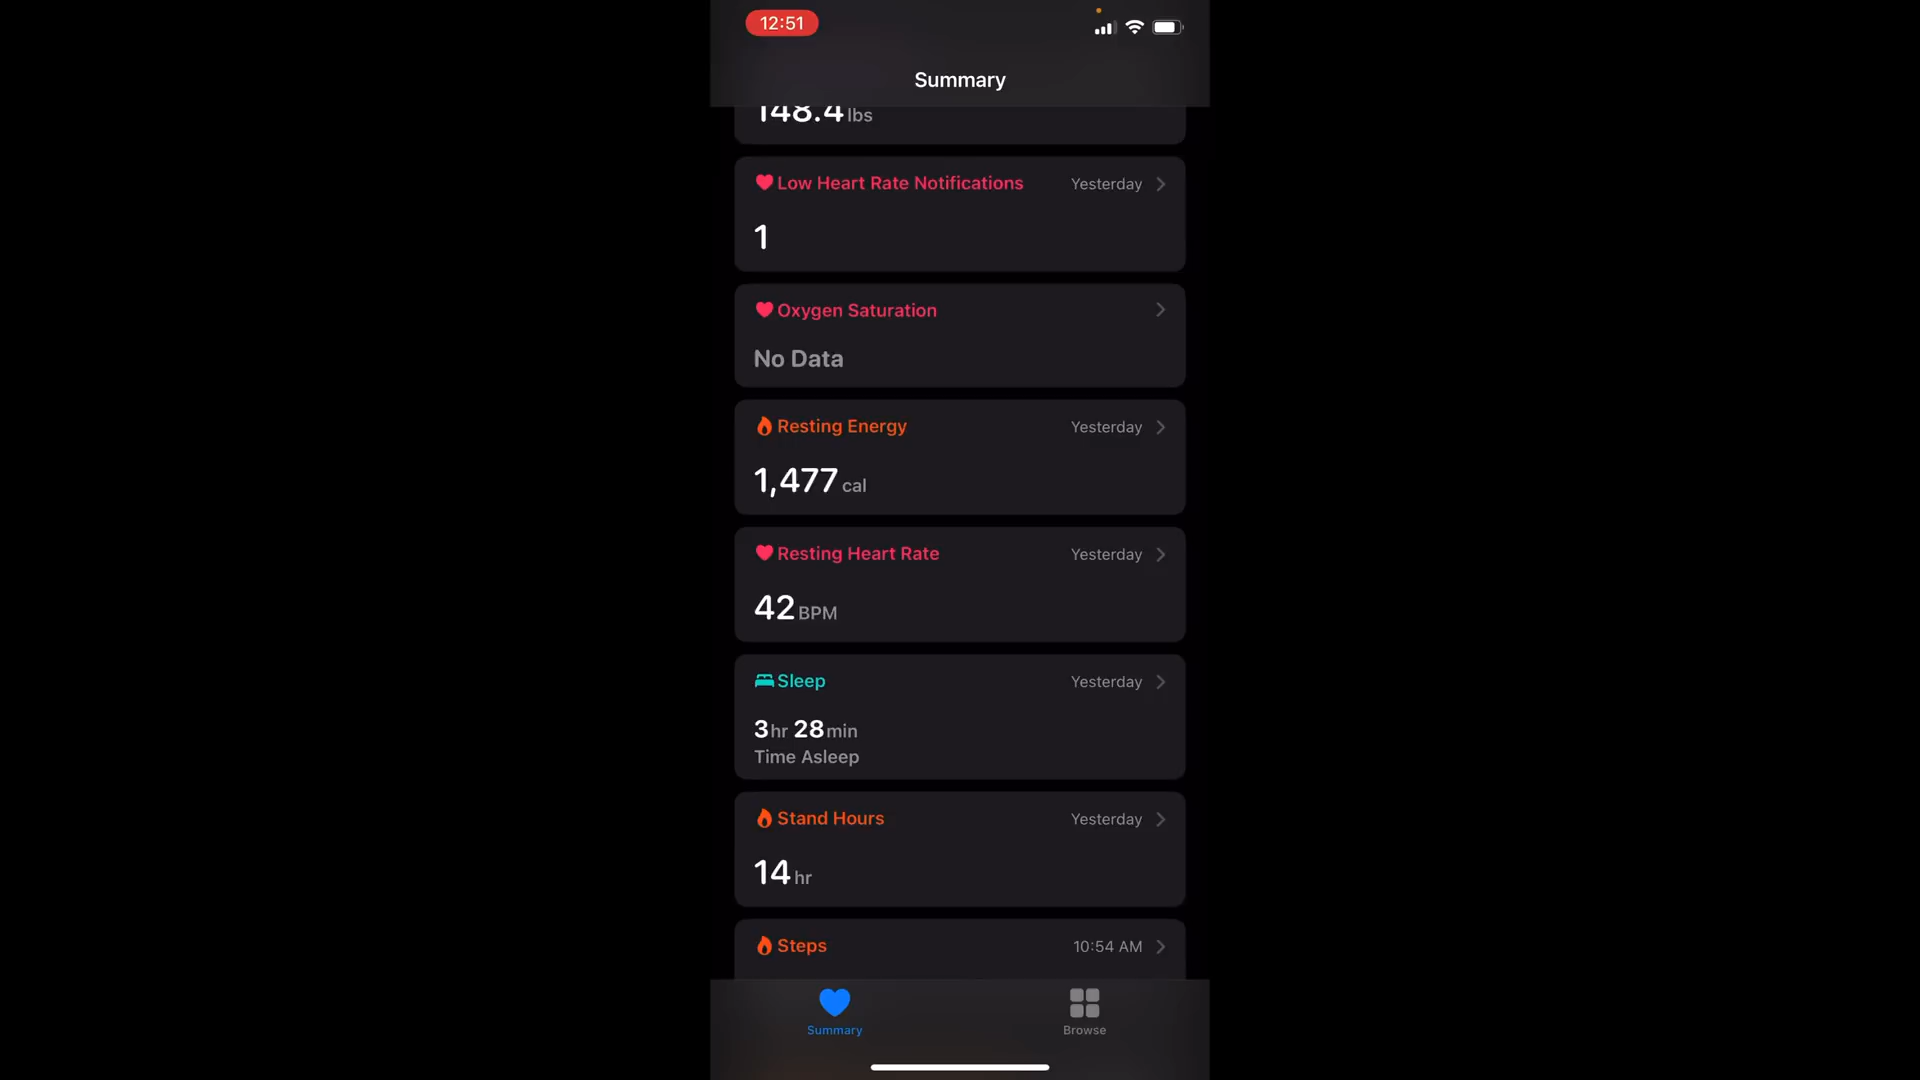 12:51
Summary
148.4 lbs
Low Heart Rate Notifications Yesterday
1
Oxygen Saturation
No Data
Resting Energy Yesterday
1,477 cal
Resting Heart Rate Yesterday
42 BPM
Sleep Yesterday
3 hr 28 min
Time Asleep
Stand Hours Yesterday
14 hr
Steps 10:54 AM
Summary Browse